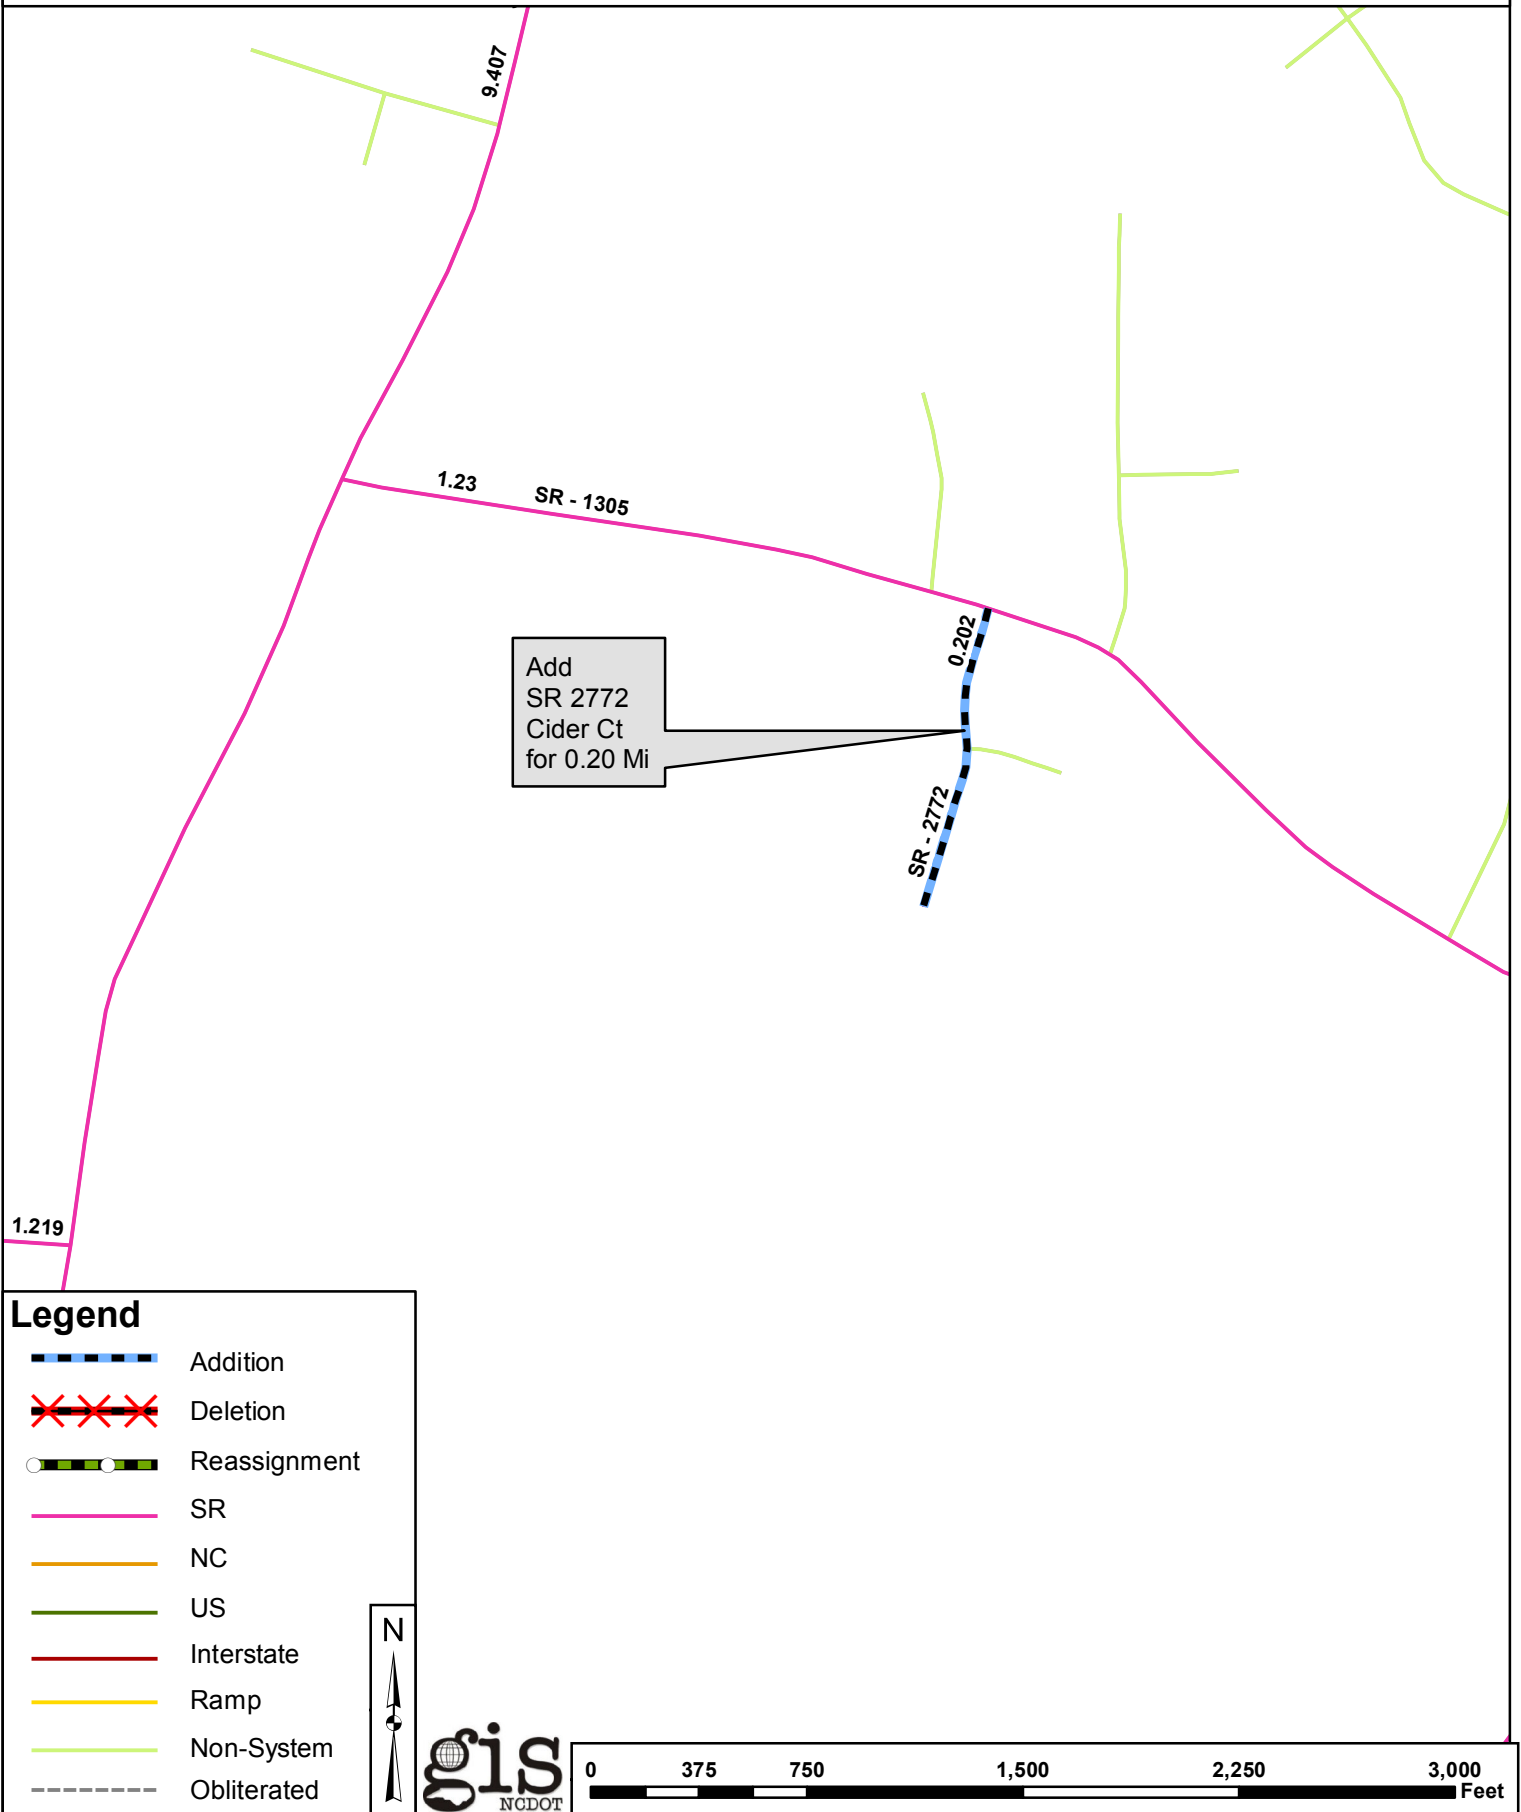 9.407
1.23
SR - 1305
0.202
Add
SR 2772
Cider Ct
for 0.20 Mi
SR - 2772
1.219
Legend
Addition
Deletion
Reassignment
SR
NC
US
Interstate
Ramp
Non-System
Obliterated
N
gis
NCDOT
0 375 750 1,500 2,250 3,000
Feet